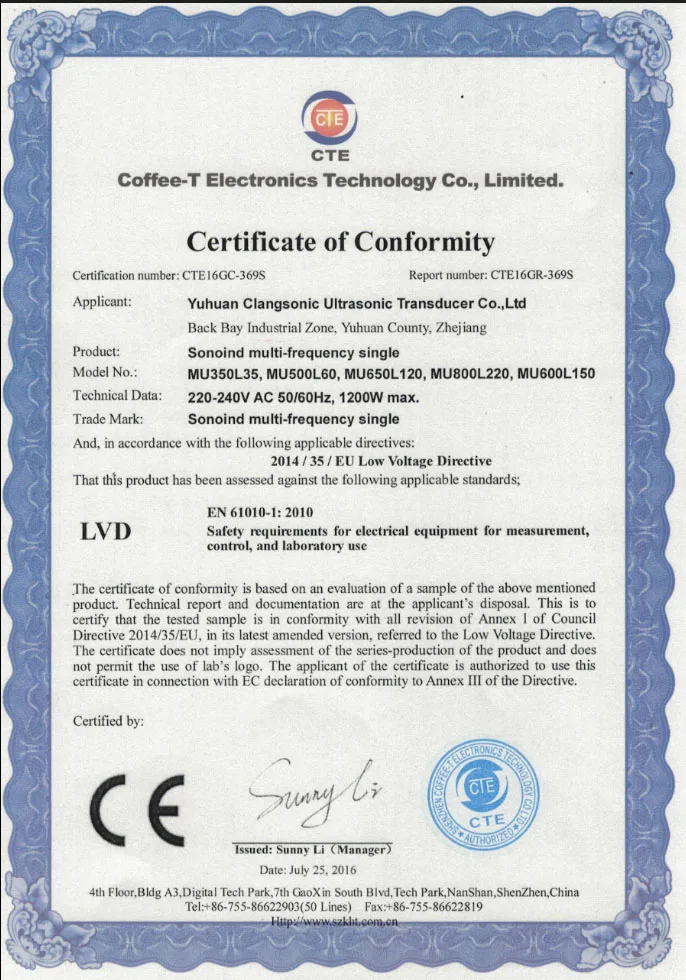 CTE
CTE
Coffee-T Electronics Technology Co., Limited.
Certificate of Conformity
Certification number: CTE16GC-369S
Report number: CTE16GR-369S
Applicant:
Yuhuan Clangsonic Ultrasonic Transducer Co.,Ltd
Back Bay Industrial Zone, Yuhuan County, Zhejiang
Product:
Sonoind multi-frequency single
Model No.:
MU350L35, MU500L60, MU650L120, MU800L220, MU600L150
Technical Data:
220-240V AC 50/60Hz, 1200W max.
Trade Mark:
Sonoind multi-frequency single
And, in accordance with the following applicable directives:
2014 / 35 / EU Low Voltage Directive
That this product has been assessed against the following applicable standards;
LVD
EN 61010-1: 2010
Safety requirements for electrical equipment for measurement,
control, and laboratory use
The certificate of conformity is based on an evaluation of a sample of the above mentioned
product. Technical report and documentation are at the applicant's disposal. This is to
certify that the tested sample is in conformity with all revision of Annex I of Council
Directive 2014/35/EU, in its latest amended version, referred to the Low Voltage Directive.
The certificate does not imply assessment of the series-production of the product and does
not permit the use of lab's logo. The applicant of the certificate is authorized to use this
certificate in connection with EC declaration of conformity to Annex III of the Directive.
Certified by:
CE
Sunny Li
SHENZHEN COFFEE-T ELECTRONICS TECHNOLOGY CO.LTD
CTE
CTE
★AUTHORIZED★
Issued: Sunny Li（Manager）
Date: July 25, 2016
4th Floor,Bldg A3,Digital Tech Park,7th GaoXin South Blvd,Tech Park,NanShan,ShenZhen,China
Tel:+86-755-86622903(50 Lines) Fax:+86-755-86622819
Http://www.szkht.com.cn